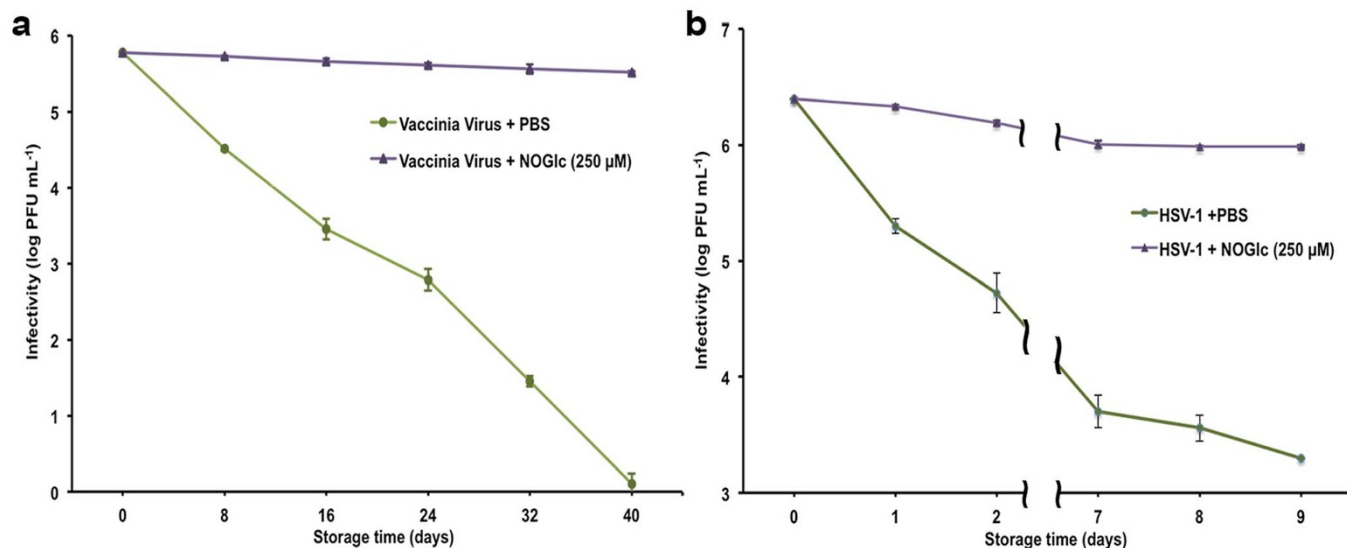 a
Infectivity (log PFU mL⁻¹)
6
5
4
3
2
1
0
Vaccinia Virus + PBS
Vaccinia Virus + NOGlc (250 µM)
0 8 16 24 32 40
Storage time (days)
b
Infectivity (log PFU mL⁻¹)
7
6
5
4
3
HSV-1 +PBS
HSV-1 + NOGlc (250 µM)
0 1 2 7 8 9
Storage time (days)